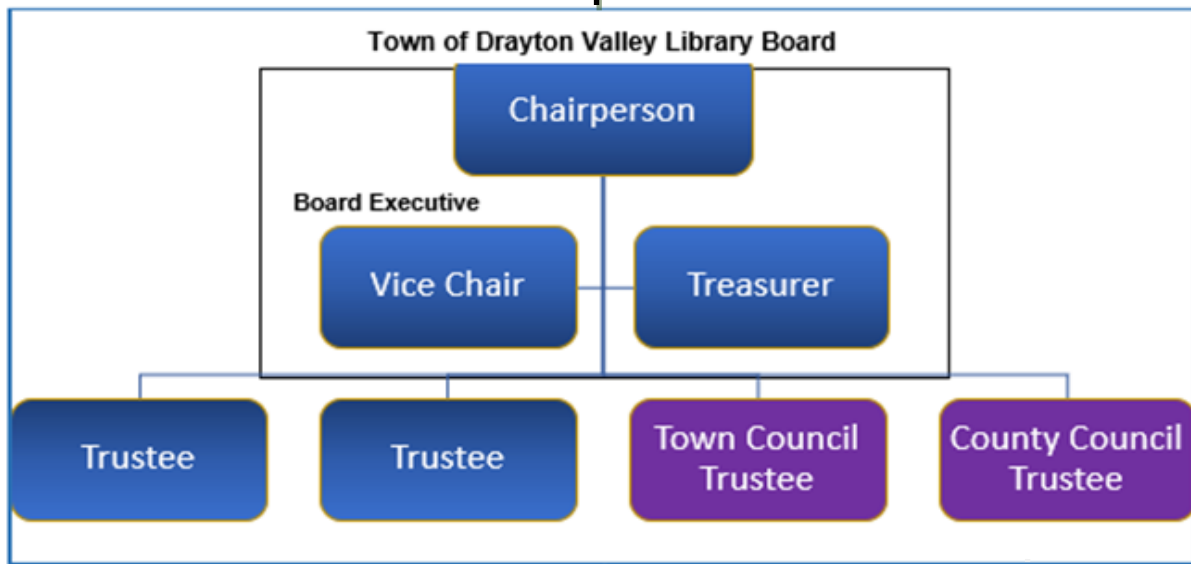 Town of Drayton Valley Library Board
Chairperson
Board Executive
Vice Chair
Treasurer
Trustee
Trustee
Town Council
Trustee
County Council
Trustee